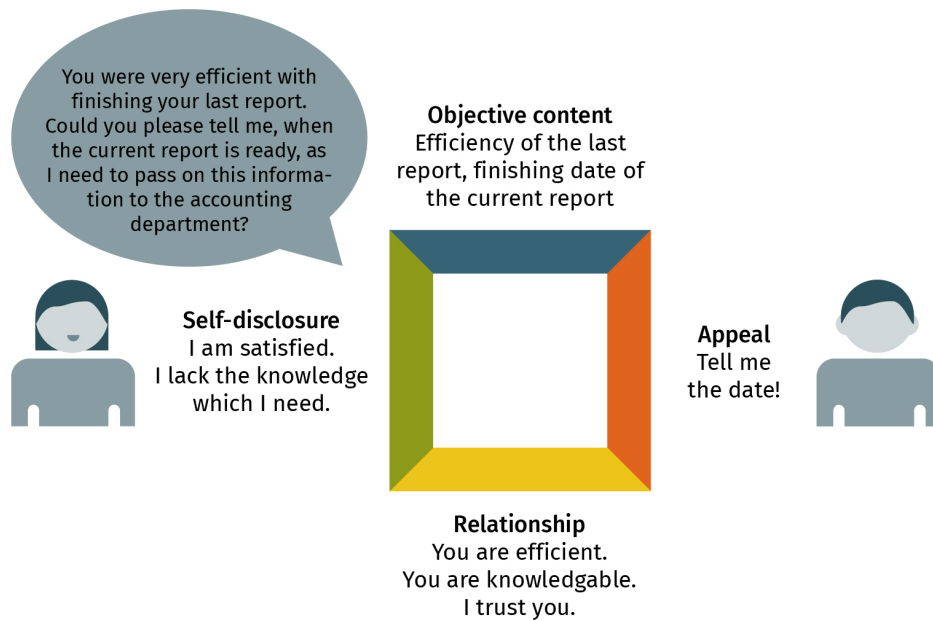 You were very efficient with
finishing your last report.
Could you please tell me, when
the current report is ready, as
I need to pass on this informa-
tion to the accounting
department?
Objective content
Efficiency of the last
report, finishing date of
the current report
Self-disclosure
I am satisfied.
I lack the knowledge
which I need.
Appeal
Tell me
the date!
Relationship
You are efficient.
You are knowledgable.
I trust you.